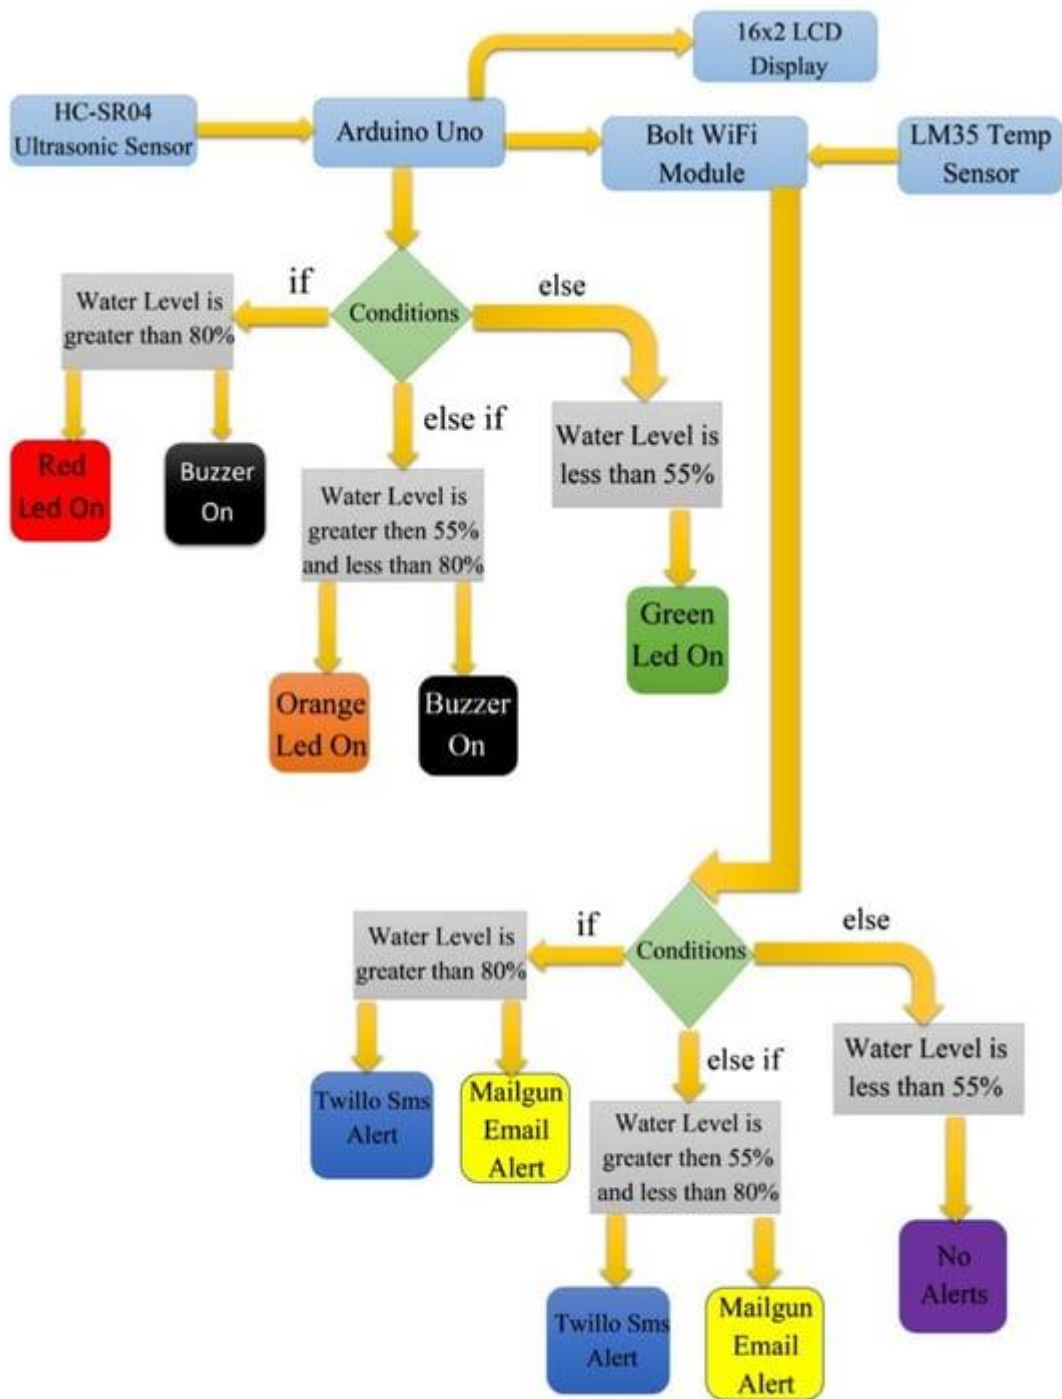 16x2 LCD
Display
HC-SR04
Ultrasonic Sensor
Arduino Uno
Bolt WiFi
Module
LM35 Temp
Sensor
if
Conditions
else
Water Level is
greater than 80%
else if
Water Level is
less than 55%
Red
Led On
Buzzer
On
Water Level is
greater then 55%
and less than 80%
Green
Led On
Orange
Led On
Buzzer
On
if
Conditions
else
Water Level is
greater than 80%
else if
Water Level is
less than 55%
Twillo Sms
Alert
Mailgun
Email
Alert
Water Level is
greater then 55%
and less than 80%
No
Alerts
Twillo Sms
Alert
Mailgun
Email
Alert